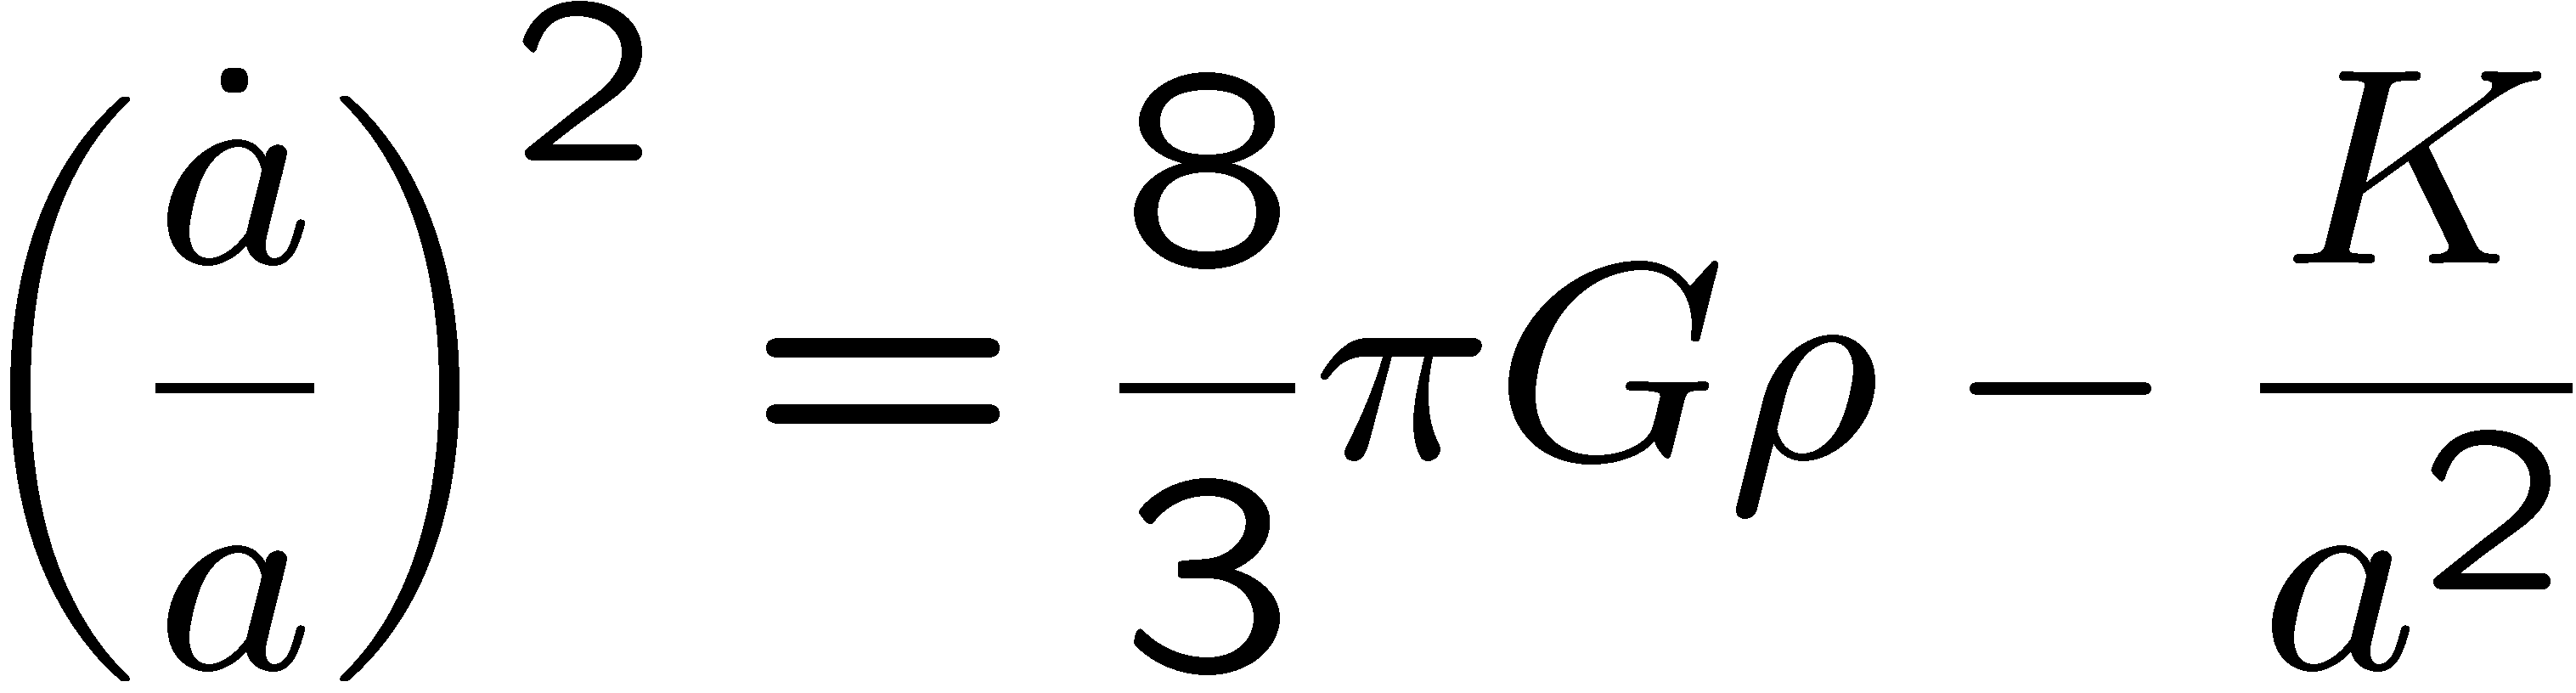 (ȧ/a)² = 8/3 πGρ − K/a²